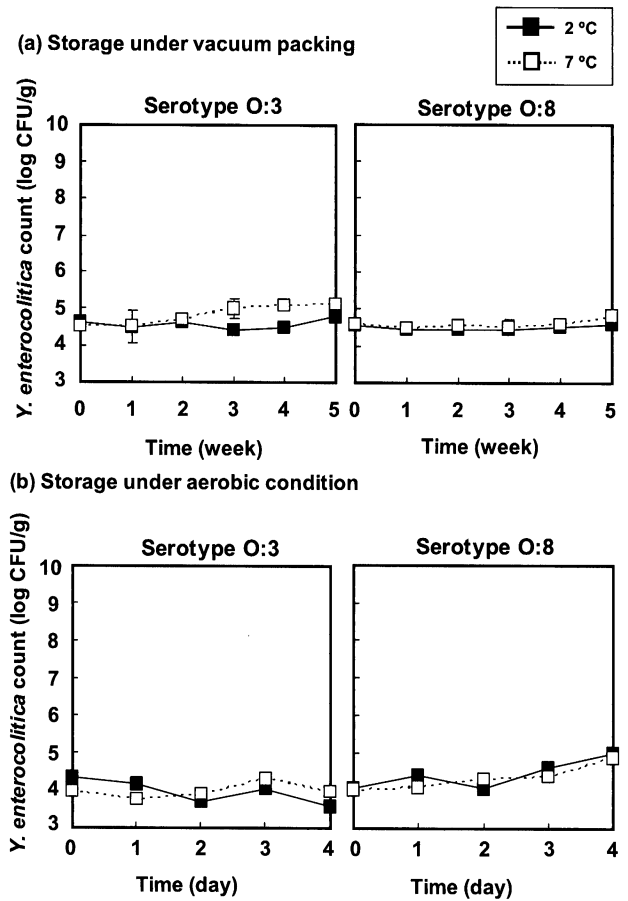 2 ºC
7 ºC
(a) Storage under vacuum packing
Serotype O:3
Serotype O:8
Y. enterocolitica count (log CFU/g)
10
9
8
7
6
5
4
3
0 1 2 3 4 5 0 1 2 3 4 5
Time (week) Time (week)
(b) Storage under aerobic condition
Serotype O:3
Serotype O:8
Y. enterocolitica count (log CFU/g)
10
9
8
7
6
5
4
3
0 1 2 3 4 0 1 2 3 4
Time (day) Time (day)